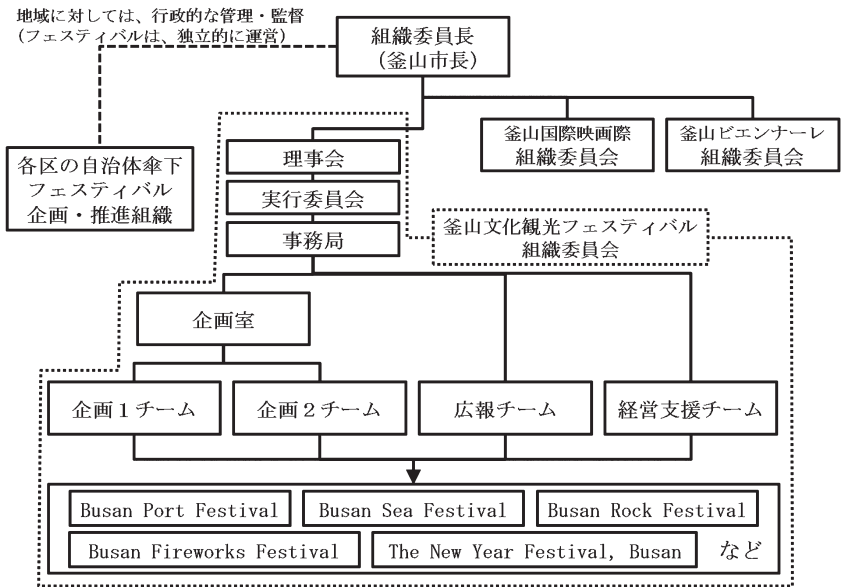 地域に対しては、行政的な管理・監督
（フェスティバルは、独立的に運営）
組織委員長
（釜山市長）
釜山国際映画際
組織委員会
釜山ビエンナーレ
組織委員会
各区の自治体傘下
フェスティバル
企画・推進組織
理事会
実行委員会
事務局
釜山文化観光フェスティバル
組織委員会
企画室
企画１チーム
企画２チーム
広報チーム
経営支援チーム
Busan Port Festival
Busan Sea Festival
Busan Rock Festival
Busan Fireworks Festival
The New Year Festival, Busan
など